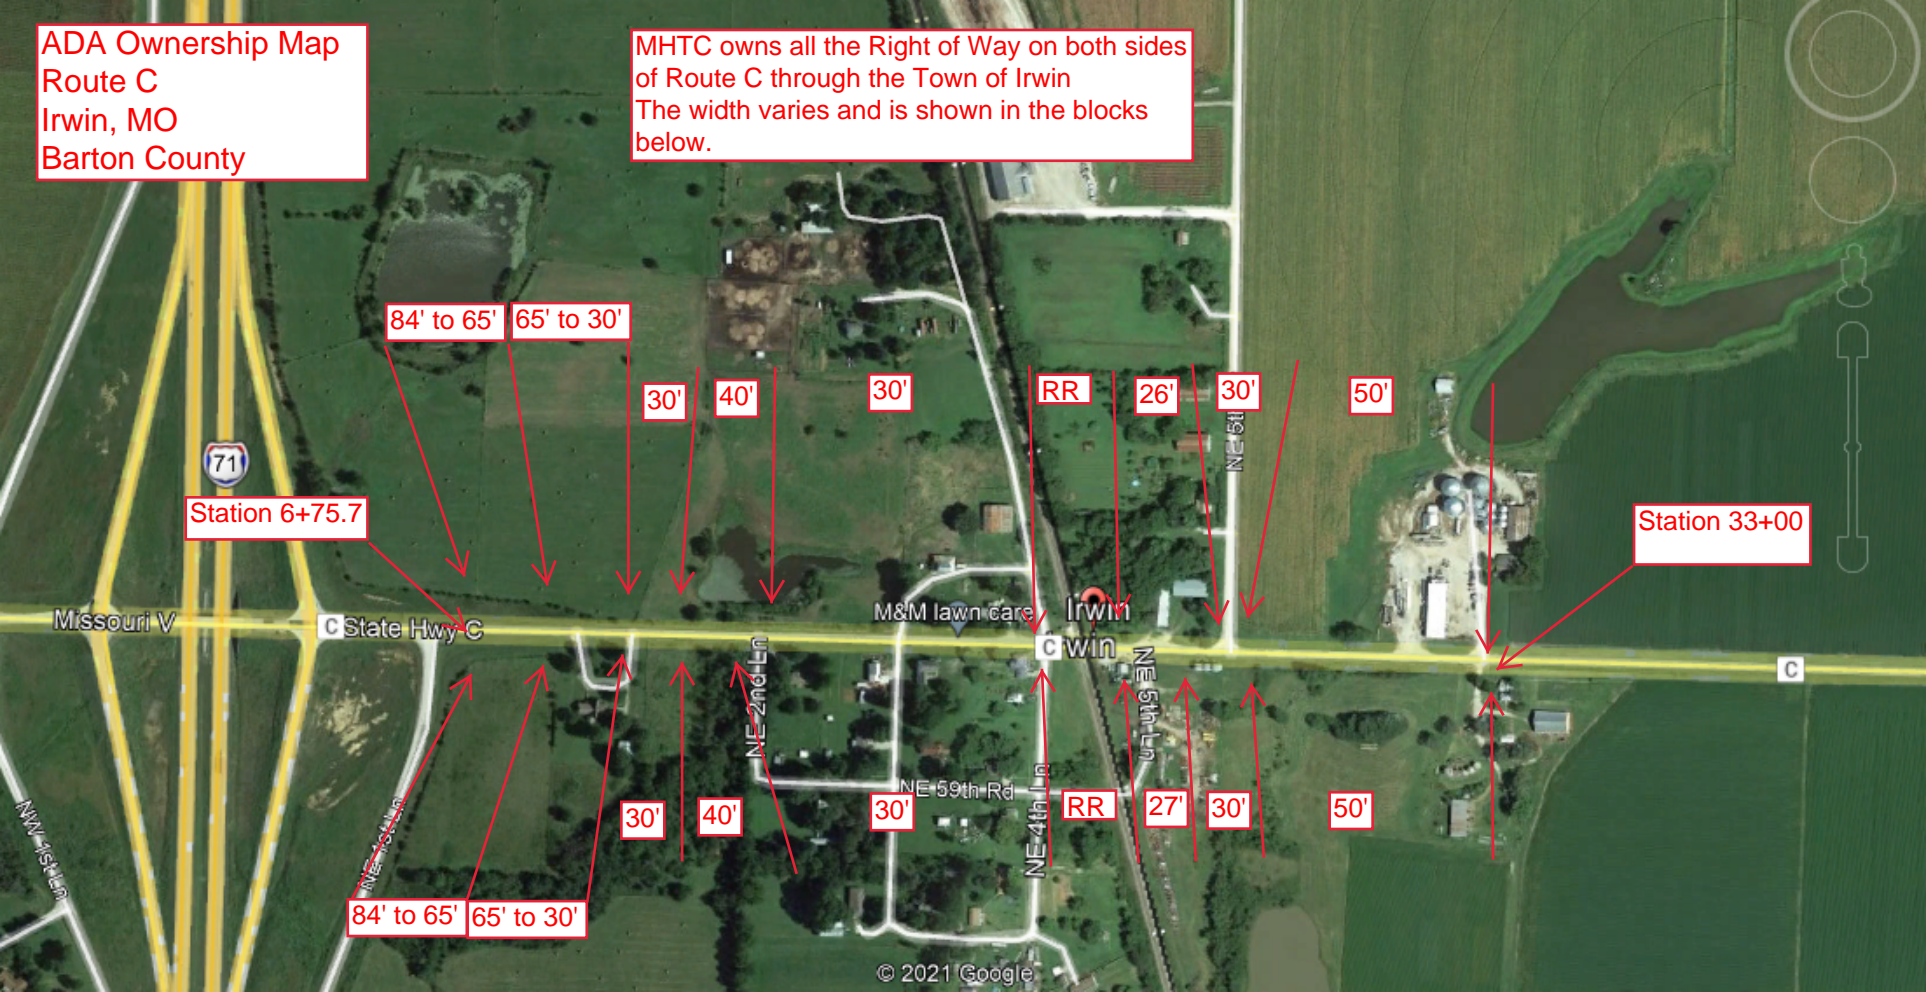 ADA Ownership Map
Route C
Irwin, MO
Barton County
MHTC owns all the Right of Way on both sides
of Route C through the Town of Irwin
The width varies and is shown in the blocks
below.
84' to 65'
65' to 30'
30'
40'
30'
RR
26'
30'
50'
NE 5th
71
Station 6+75.7
Station 33+00
Missouri V
C
State Hwy C
M&M lawn care
Irwin
C
win
C
NE 2nd Ln
NE 5th Ln
NE 59th Rd
NE 4th Ln
NW 1st Ln
NE 1st Ln
30'
40'
30'
RR
27'
30'
50'
84' to 65'
65' to 30'
© 2021 Google